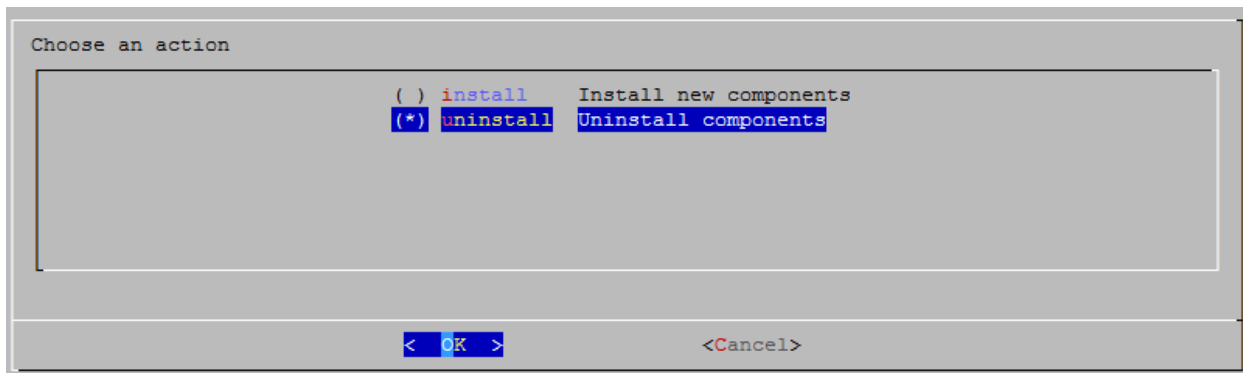 Choose an action
( ) install Install new components
(*) uninstall Uninstall components
< OK > <Cancel>